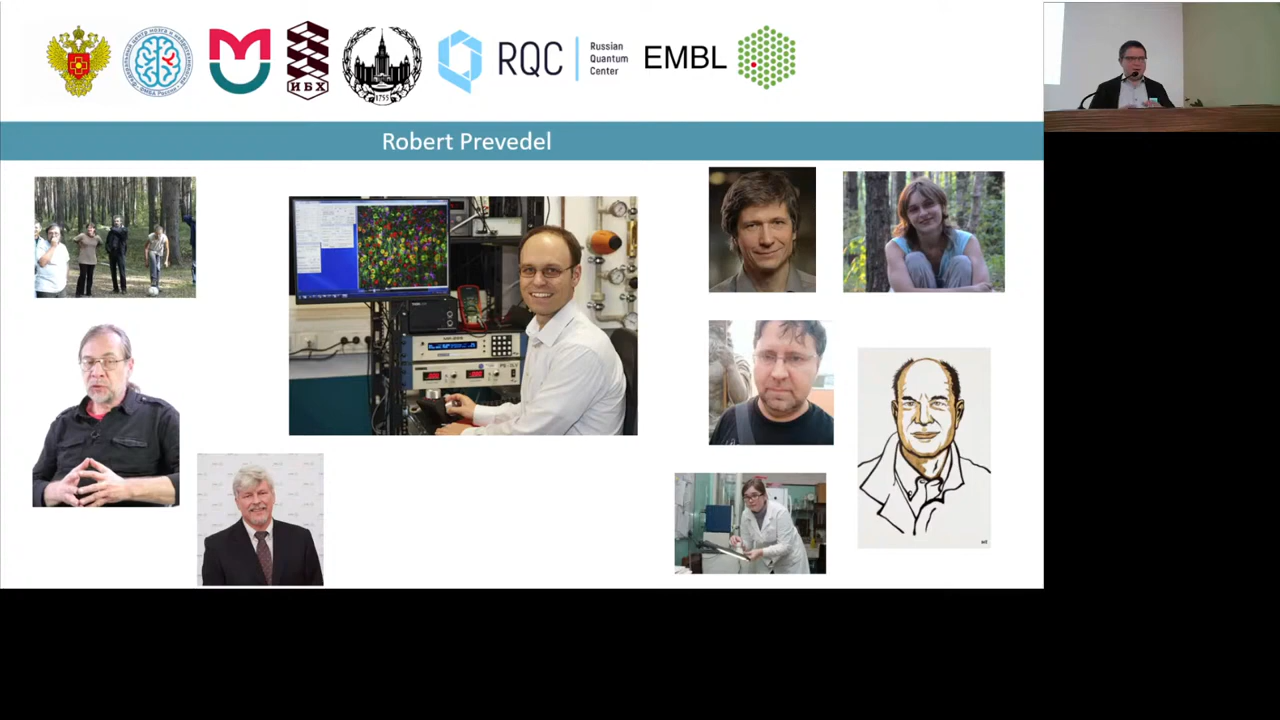 ИБХ
1755
RQC
Russian
Quantum
Center
EMBL
Robert Prevedel